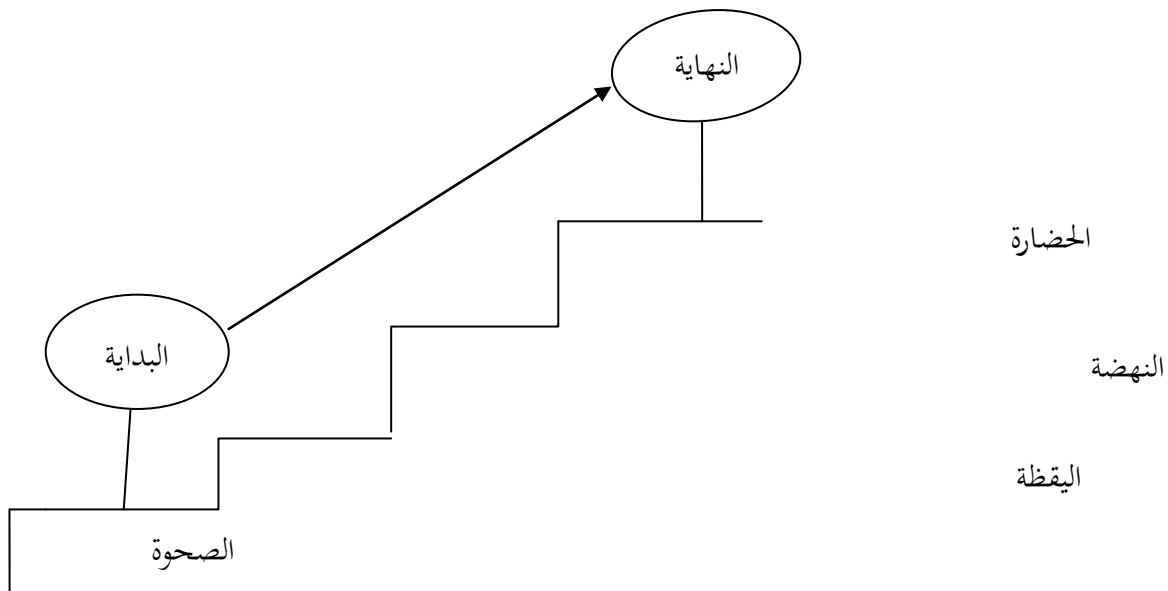 النهاية
الحضارة
البداية
النهضة
اليقظة
الصحوة